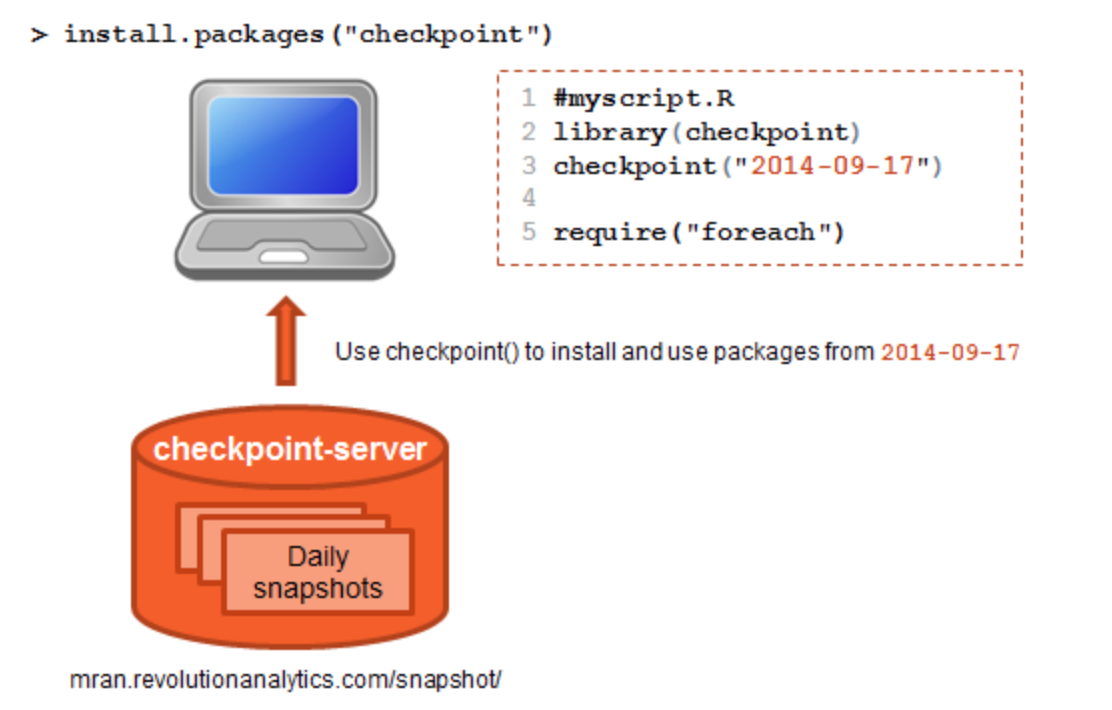 > install.packages("checkpoint")
1 #myscript.R
2 library(checkpoint)
3 checkpoint("2014-09-17")
4
5 require("foreach")
Use checkpoint() to install and use packages from 2014-09-17
checkpoint-server
Daily
snapshots
mran.revolutionanalytics.com/snapshot/